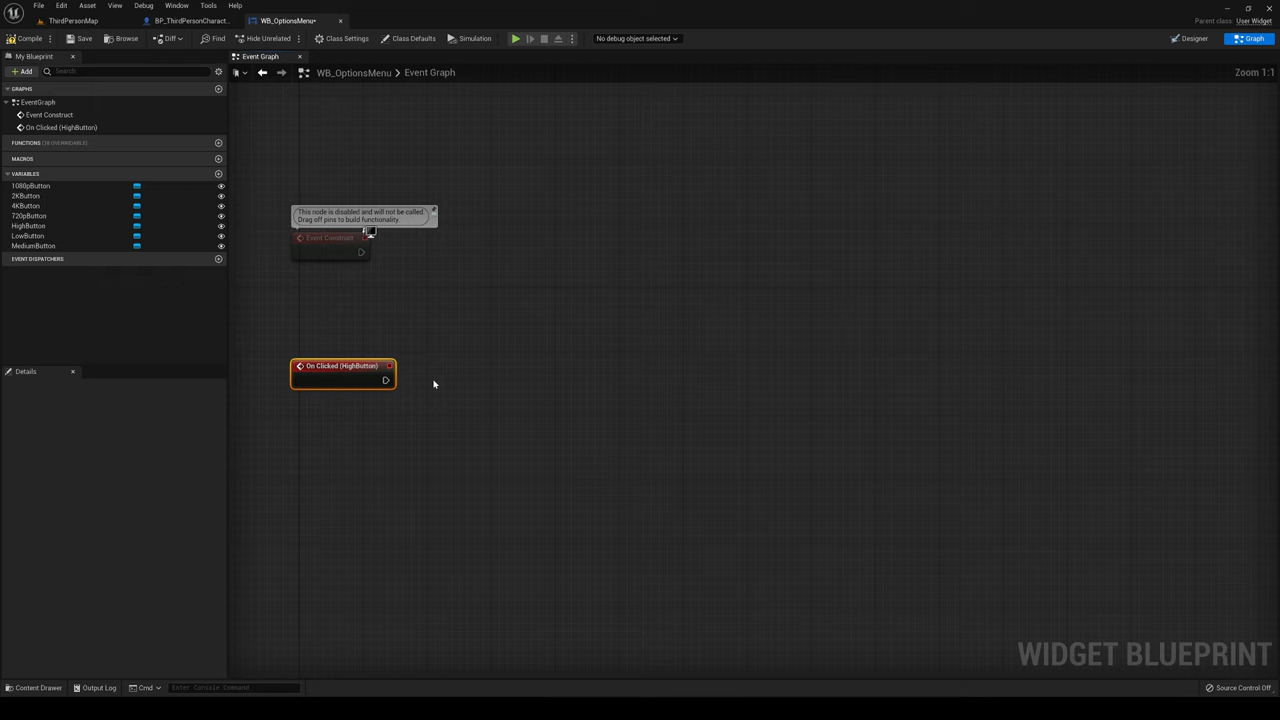 File Edit Asset View Debug Window Tools Help
ThirdPersonMap BP_ThirdPersonCharact... WB_OptionsMenu•
Parent class: User Widget
Compile Save Browse Diff Find Hide Unrelated Class Settings Class Defaults Simulation No debug object selected Designer Graph
My Blueprint Event Graph
+ Add Search WB_OptionsMenu > Event Graph Zoom 1:1
GRAPHS
EventGraph
Event Construct
On Clicked (HighButton)
FUNCTIONS (38 OVERRIDABLE)
MACROS
VARIABLES
1080pButton
2KButton
4KButton
720pButton
HighButton
LowButton
MediumButton
EVENT DISPATCHERS
This node is disabled and will not be called.
Drag off pins to build functionality.
Event Construct
On Clicked (HighButton)
Details
WIDGET BLUEPRINT
Content Drawer Output Log Cmd Enter Console Command Source Control Off